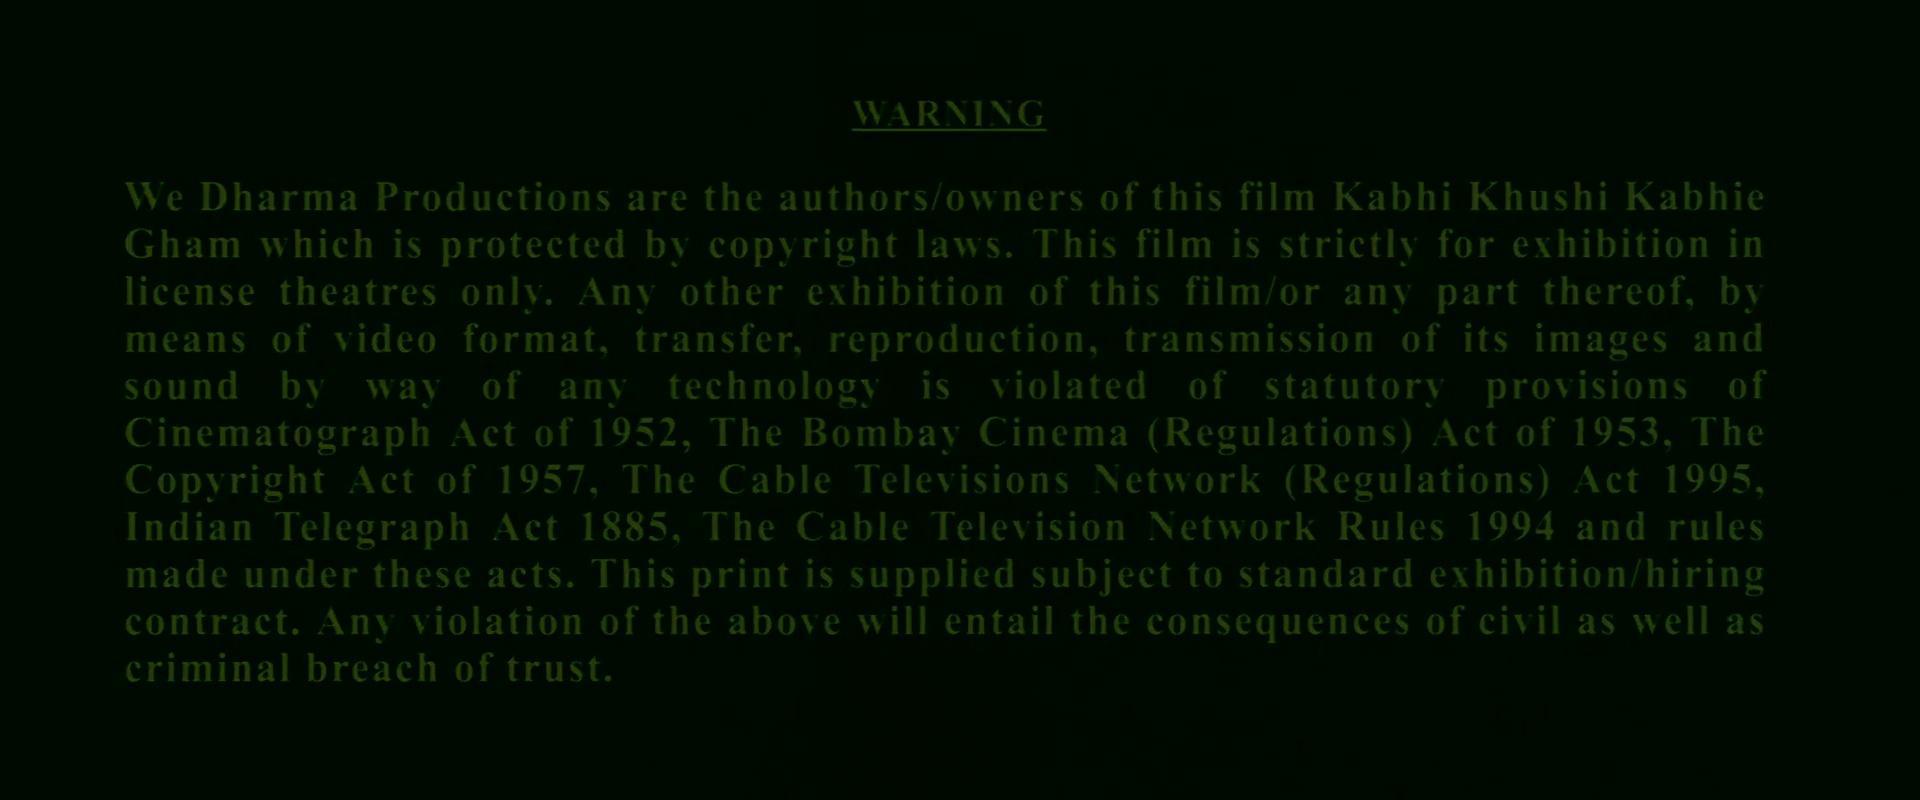 WARNING
We Dharma Productions are the authors/owners of this film Kabhi Khushi Kabhie
Gham which is protected by copyright laws. This film is strictly for exhibition in
license theatres only. Any other exhibition of this film/or any part thereof, by
means of video format, transfer, reproduction, transmission of its images and
sound by way of any technology is violated of statutory provisions of
Cinematograph Act of 1952, The Bombay Cinema (Regulations) Act of 1953, The
Copyright Act of 1957, The Cable Televisions Network (Regulations) Act 1995,
Indian Telegraph Act 1885, The Cable Television Network Rules 1994 and rules
made under these acts. This print is supplied subject to standard exhibition/hiring
contract. Any violation of the above will entail the consequences of civil as well as
criminal breach of trust.